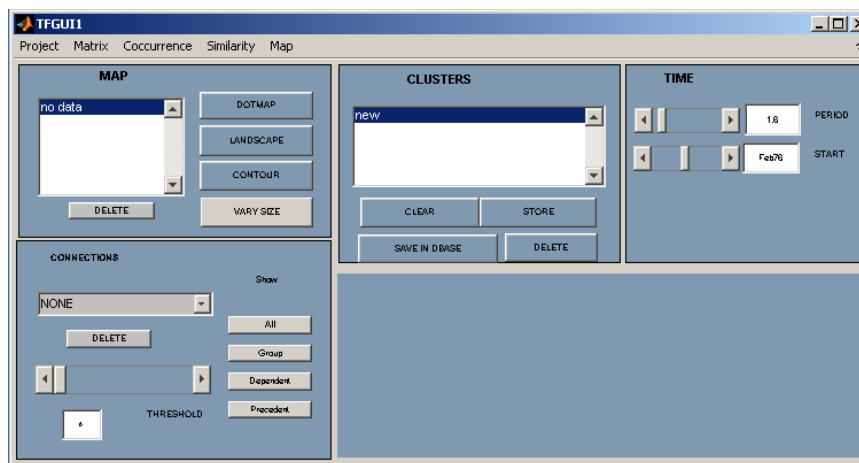 TFGUI1
Project Matrix Coccurrence Similarity Map
MAP
no data
DOTMAP
LANDSCAPE
CONTOUR
DELETE
VARY SIZE
CLUSTERS
new
CLEAR
STORE
SAVE IN DBASE
DELETE
TIME
1.6
PERIOD
Feb76
START
CONNECTIONS
Show
NONE
All
DELETE
Group
Dependent
Precedent
THRESHOLD